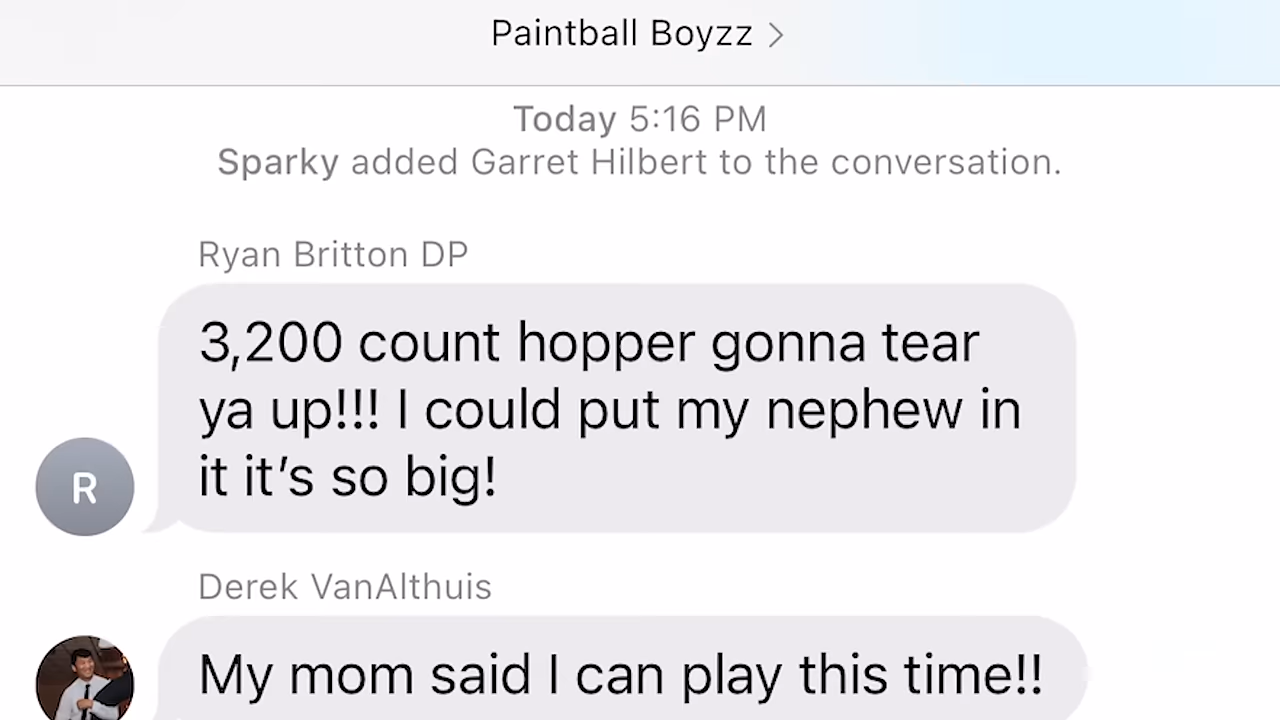 Paintball Boyzz >
Today 5:16 PM
Sparky added Garret Hilbert to the conversation.
Ryan Britton DP
3,200 count hopper gonna tear
ya up!!! I could put my nephew in
it it’s so big!
R
Derek VanAlthuis
My mom said I can play this time!!